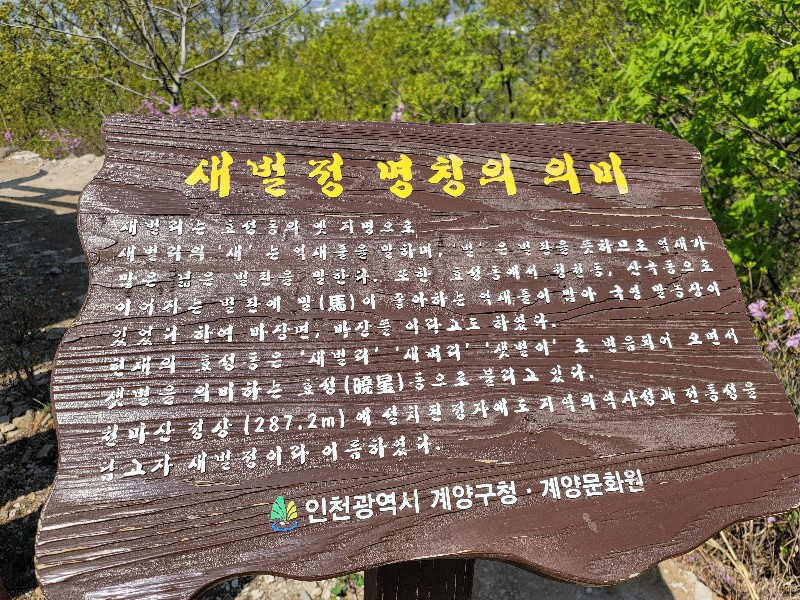 새벌정 명칭의 의미
새벌리는 효성동의 옛 지명으로
새벌리의 '새' 는 억새풀을 말하며, '벌' 은 벌판을 뜻하므로 억새가
많은 넓은 벌판을 말한다. 또한 효성동에서 청천동, 산곡동으로
이어지는 벌판에 말(馬)이 좋아하는 억새풀이 많아 국영 말농장이
있었다 하여 마장면, 마장뜰 이라고도 하였다.
현재의 효성동은 '새벌리' '새벼리' '샛별이' 로 변음되어 오면서
샛별을 의미하는 효성(曉星)동으로 불리고 있다.
천마산 정상 (287.2m) 에 설치된 정자에도 지역의 역사성과 전통성을
담고자 새벌정이라 이름하였다.
인천광역시 계양구청 · 계양문화원